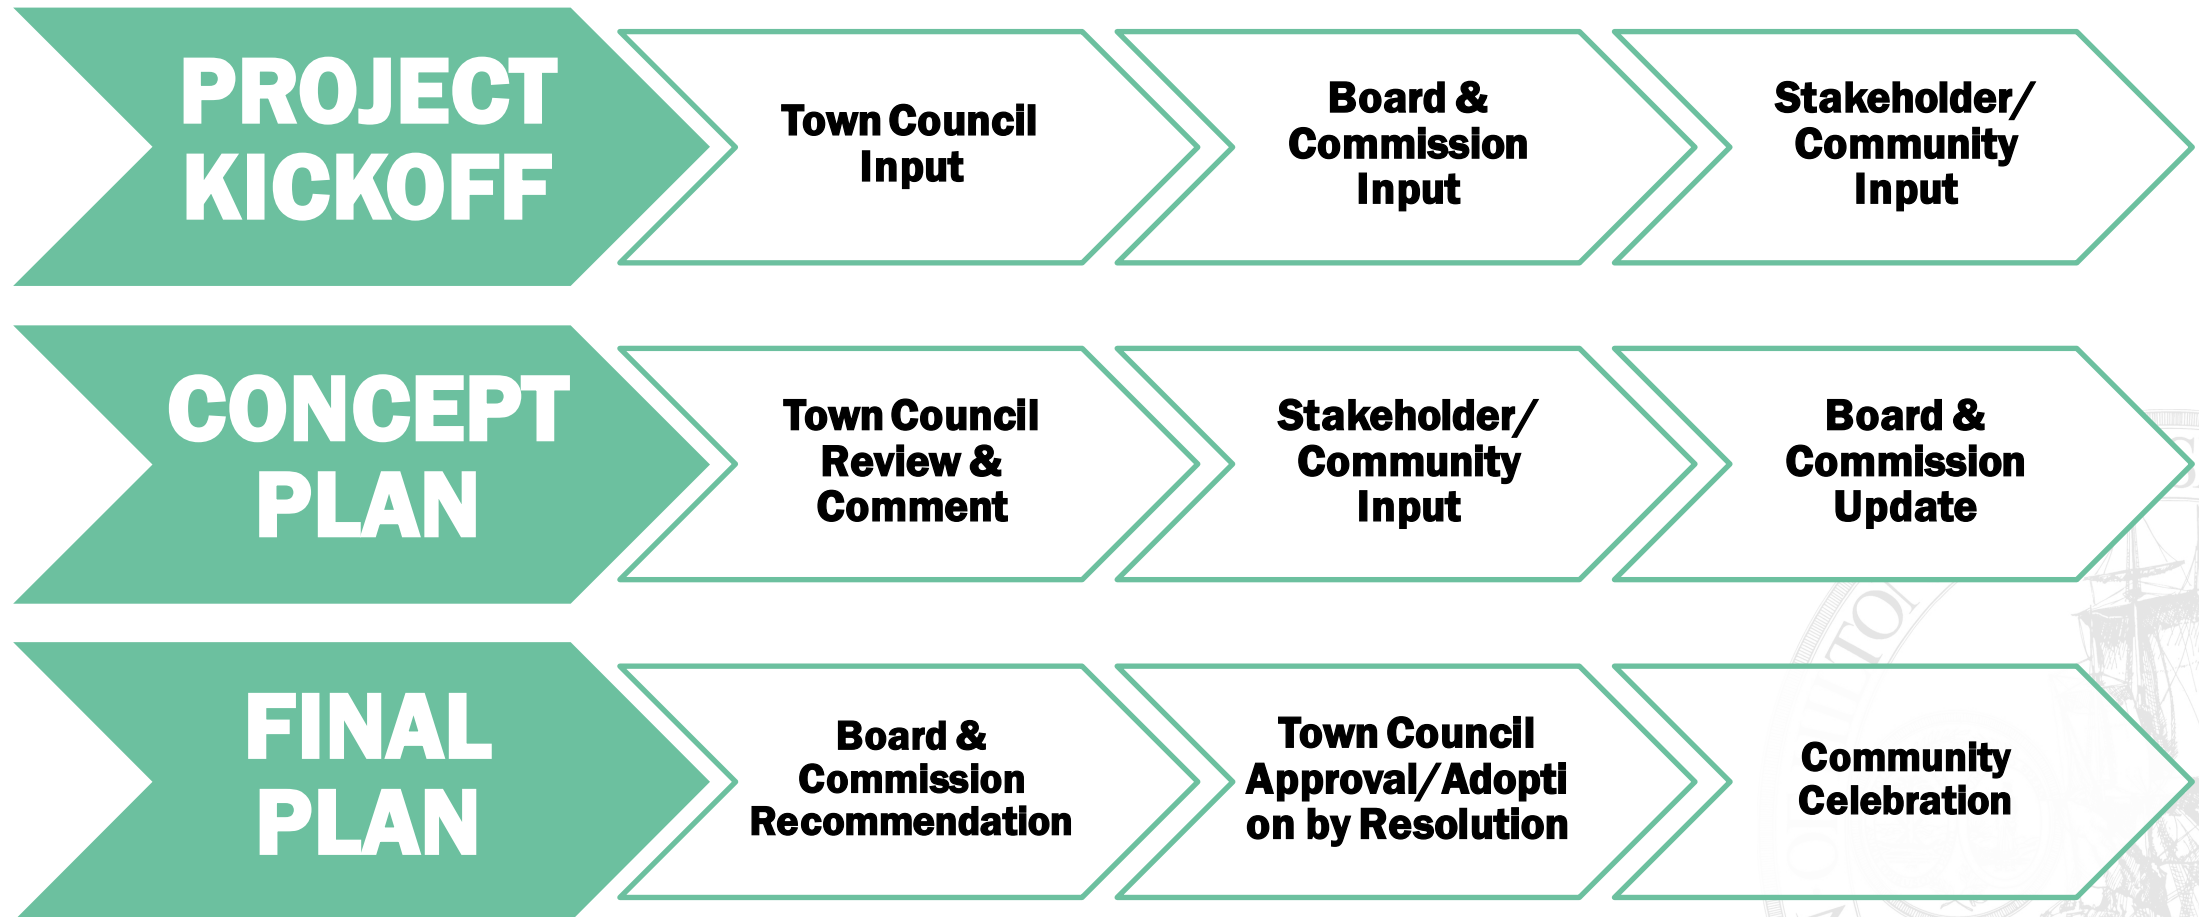 PROJECT
KICKOFF
Town Council
Input
Board &
Commission
Input
Stakeholder/
Community
Input
CONCEPT
PLAN
Town Council
Review &
Comment
Stakeholder/
Community
Input
Board &
Commission
Update
FINAL
PLAN
Board &
Commission
Recommendation
Town Council
Approval/Adopti
on by Resolution
Community
Celebration